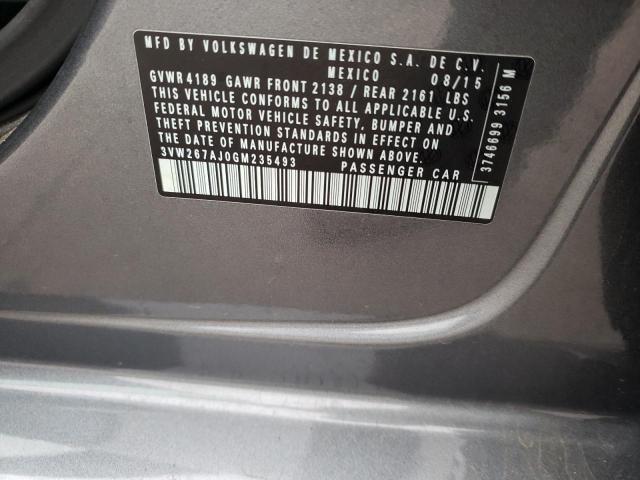 MFD BY VOLKSWAGEN DE MEXICO S.A. DE C.V.
MEXICO 08/15
GVWR 4189 GAWR FRONT 2138 / REAR 2161 LBS
THIS VEHICLE CONFORMS TO ALL APPLICABLE U.S.
FEDERAL MOTOR VEHICLE SAFETY, BUMPER AND
THEFT PREVENTION STANDARDS IN EFFECT ON
THE DATE OF MANUFACTURE SHOWN ABOVE.
3VW267AJ0GM235493 PASSENGER CAR
3746699 3156 M